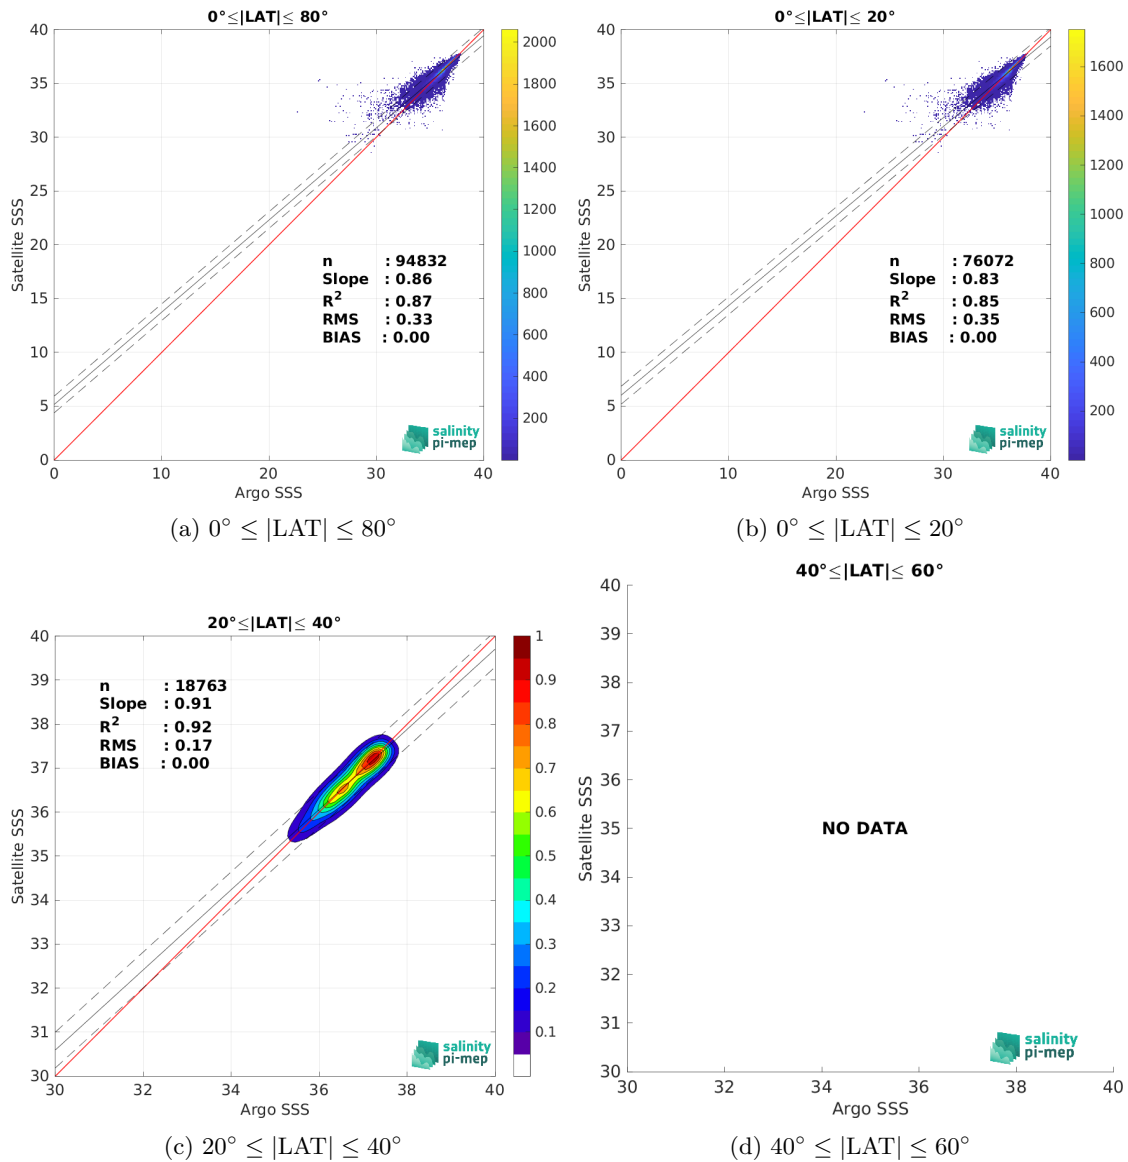 0°≤|LAT|≤ 80°
40
35
30
25
20
15
10
5
0
0
10
20
30
40
Satellite SSS
Argo SSS
n : 94832
Slope : 0.86
R² : 0.87
RMS : 0.33
BIAS : 0.00
salinity
pi-mep
2000
1800
1600
1400
1200
1000
800
600
400
200
(a) 0° ≤ |LAT| ≤ 80°
0°≤|LAT|≤ 20°
40
35
30
25
20
15
10
5
0
0
10
20
30
40
Satellite SSS
Argo SSS
n : 76072
Slope : 0.83
R² : 0.85
RMS : 0.35
BIAS : 0.00
salinity
pi-mep
1600
1400
1200
1000
800
600
400
200
(b) 0° ≤ |LAT| ≤ 20°
20°≤|LAT|≤ 40°
40
39
38
37
36
35
34
33
32
31
30
30
32
34
36
38
40
Satellite SSS
Argo SSS
n : 18763
Slope : 0.91
R² : 0.92
RMS : 0.17
BIAS : 0.00
salinity
pi-mep
1
0.9
0.8
0.7
0.6
0.5
0.4
0.3
0.2
0.1
(c) 20° ≤ |LAT| ≤ 40°
40°≤|LAT|≤ 60°
40
39
38
37
36
35
34
33
32
31
30
30
32
34
36
38
40
Satellite SSS
Argo SSS
NO DATA
salinity
pi-mep
(d) 40° ≤ |LAT| ≤ 60°